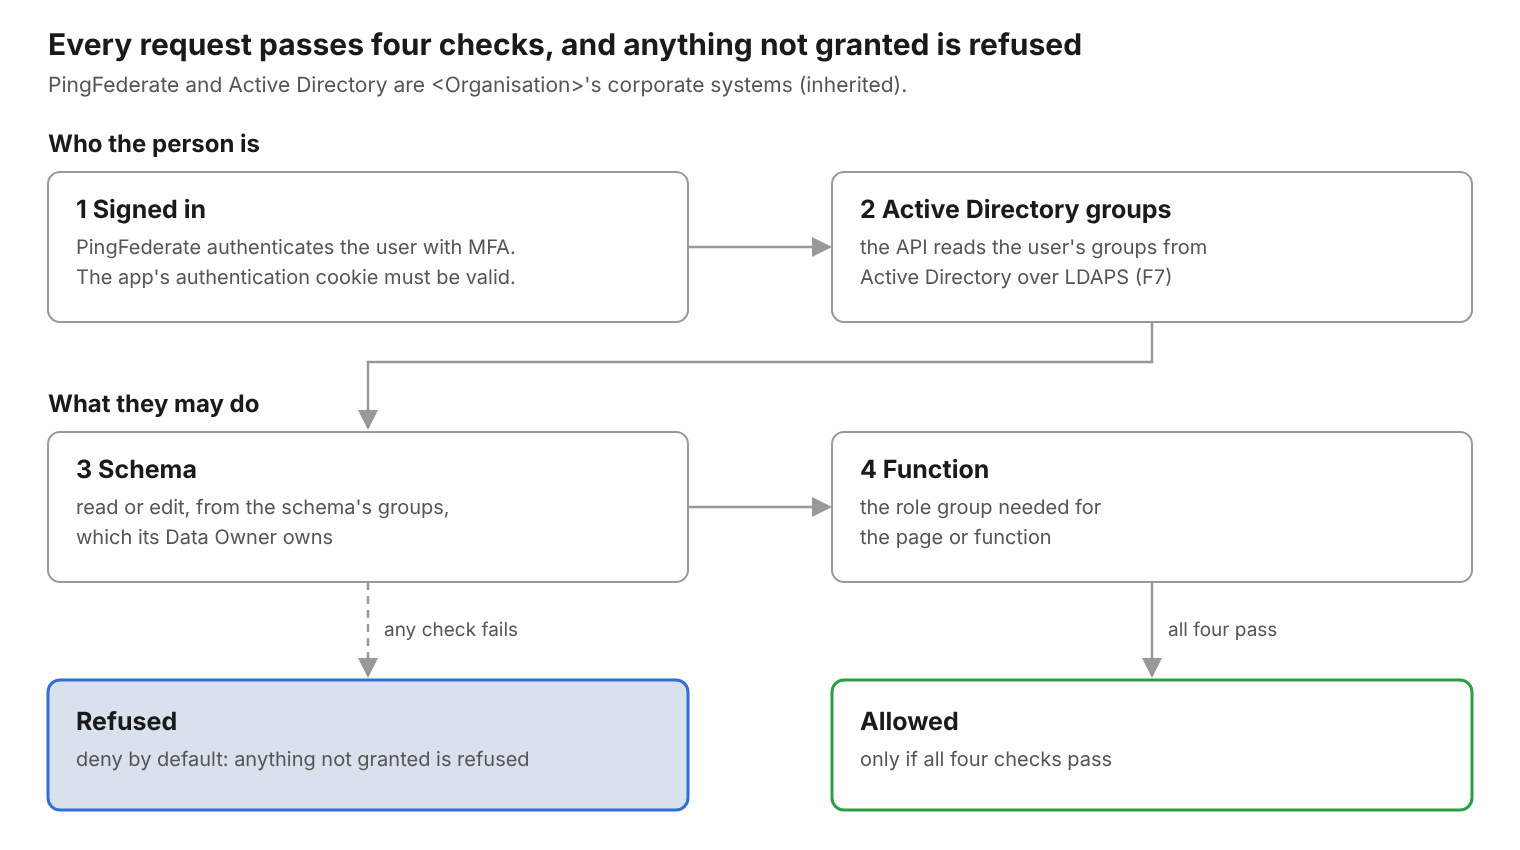 Every request passes four checks, and anything not granted is refused
PingFederate and Active Directory are <Organisation>'s corporate systems (inherited).
Who the person is
1 Signed in
PingFederate authenticates the user with MFA.
The app's authentication cookie must be valid.
2 Active Directory groups
the API reads the user's groups from
Active Directory over LDAPS (F7)
What they may do
3 Schema
read or edit, from the schema's groups,
which its Data Owner owns
4 Function
the role group needed for
the page or function
any check fails
all four pass
Refused
deny by default: anything not granted is refused
Allowed
only if all four checks pass